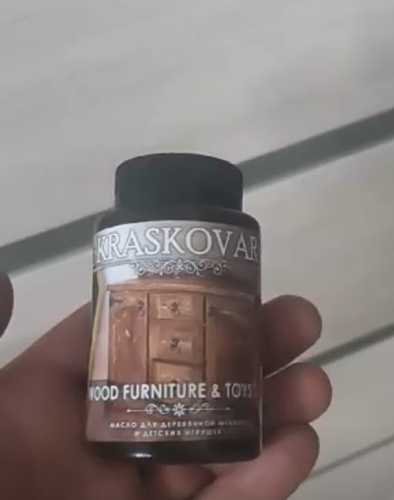 KRASKOVAR
WOOD FURNITURE & TOYS
МАСЛО ДЛЯ ДЕРЕВЯННОЙ МЕБЕЛИ
И ДЕТСКИХ ИГРУШЕК